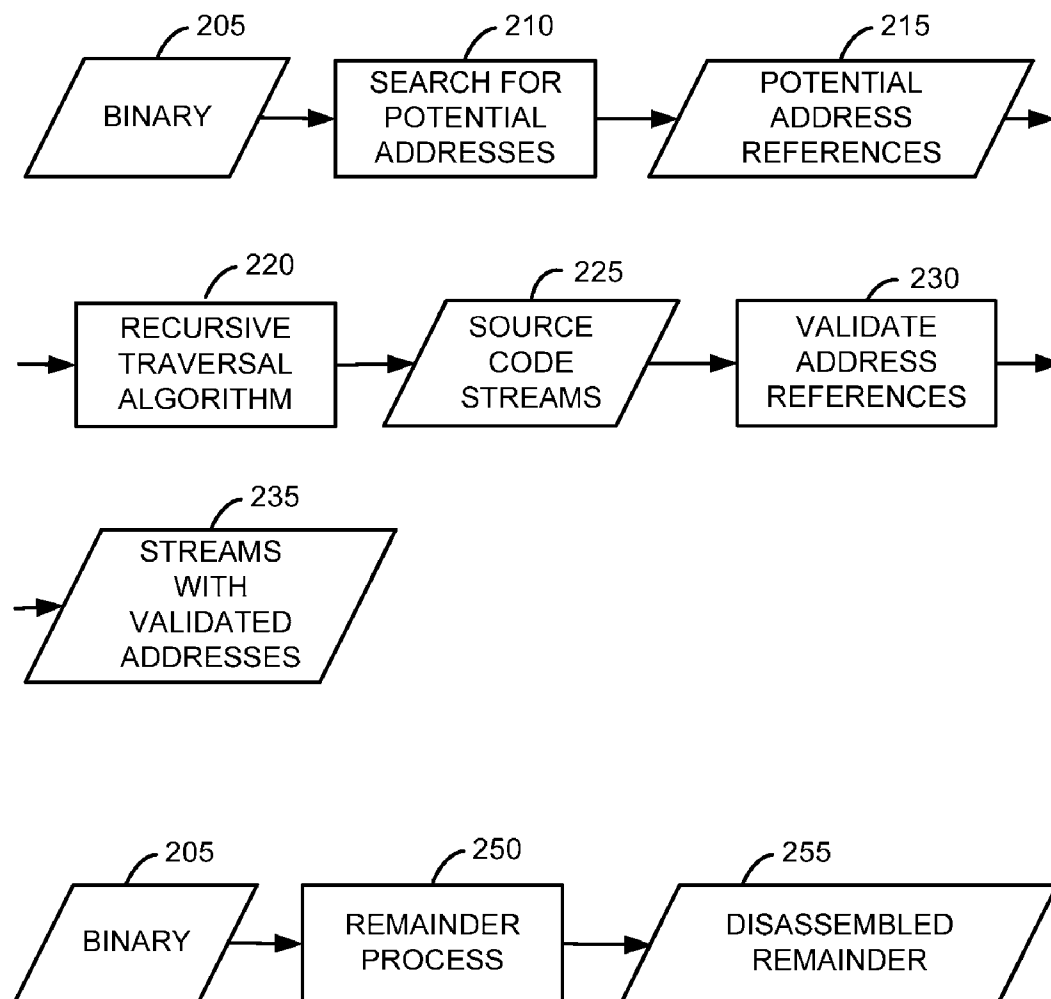 205
210
215
BINARY
SEARCH FOR
POTENTIAL
ADDRESSES
POTENTIAL
ADDRESS
REFERENCES
220
225
230
RECURSIVE
TRAVERSAL
ALGORITHM
SOURCE
CODE
STREAMS
VALIDATE
ADDRESS
REFERENCES
235
STREAMS
WITH
VALIDATED
ADDRESSES
205
250
255
BINARY
REMAINDER
PROCESS
DISASSEMBLED
REMAINDER